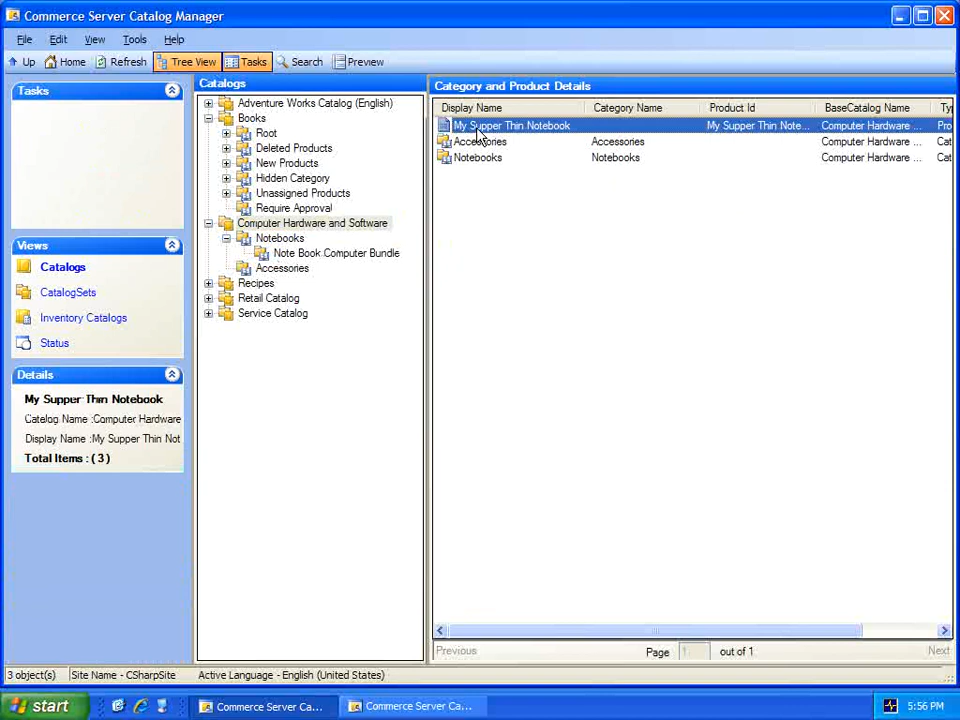 Commerce Server Catalog Manager
File Edit View Tools Help
Up Home Refresh Tree View Tasks Search Preview
Tasks
Views
Catalogs
CatalogSets
Inventory Catalogs
Status
Details
My Supper Thin Notebook
Catalog Name :Computer Hardware
Display Name :My Supper Thin Not
Total Items : ( 3 )
Catalogs
Adventure Works Catalog (English)
Books
Root
Deleted Products
New Products
Hidden Category
Unassigned Products
Require Approval
Computer Hardware and Software
Notebooks
Note Book Computer Bundle
Accessories
Recipes
Retail Catalog
Service Catalog
Category and Product Details
Display Name Category Name Product Id BaseCatalog Name Typ
My Supper Thin Notebook My Supper Thin Note... Computer Hardware ... Pro
Accessories Accessories Computer Hardware ... Cat
Notebooks Notebooks Computer Hardware ... Cat
Previous Page 1 out of 1 Next
3 object(s) Site Name - CSharpSite Active Language - English (United States)
start Commerce Server Ca... Commerce Server Ca... 5:56 PM